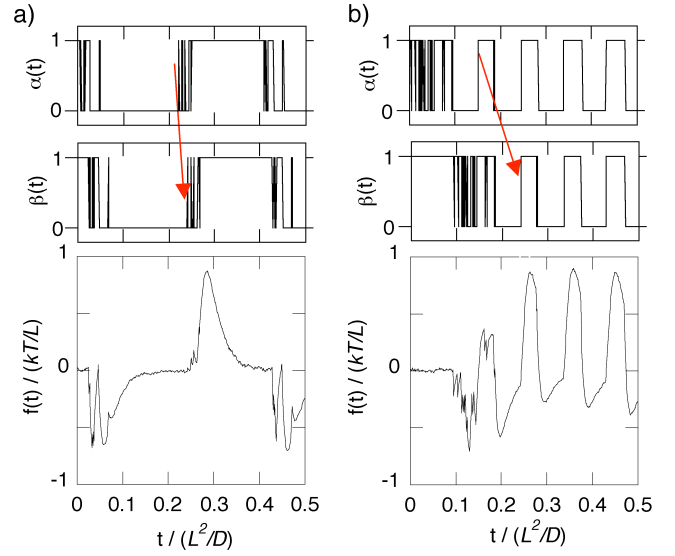 a)
b)
α(t)
1
0
α(t)
1
0
β(t)
1
0
β(t)
1
0
f(t) / (kT/L)
1
0
-1
0 0.1 0.2 0.3 0.4 0.5
t / (L²/D)
f(t) / (kT/L)
1
0
-1
0 0.1 0.2 0.3 0.4 0.5
t / (L²/D)